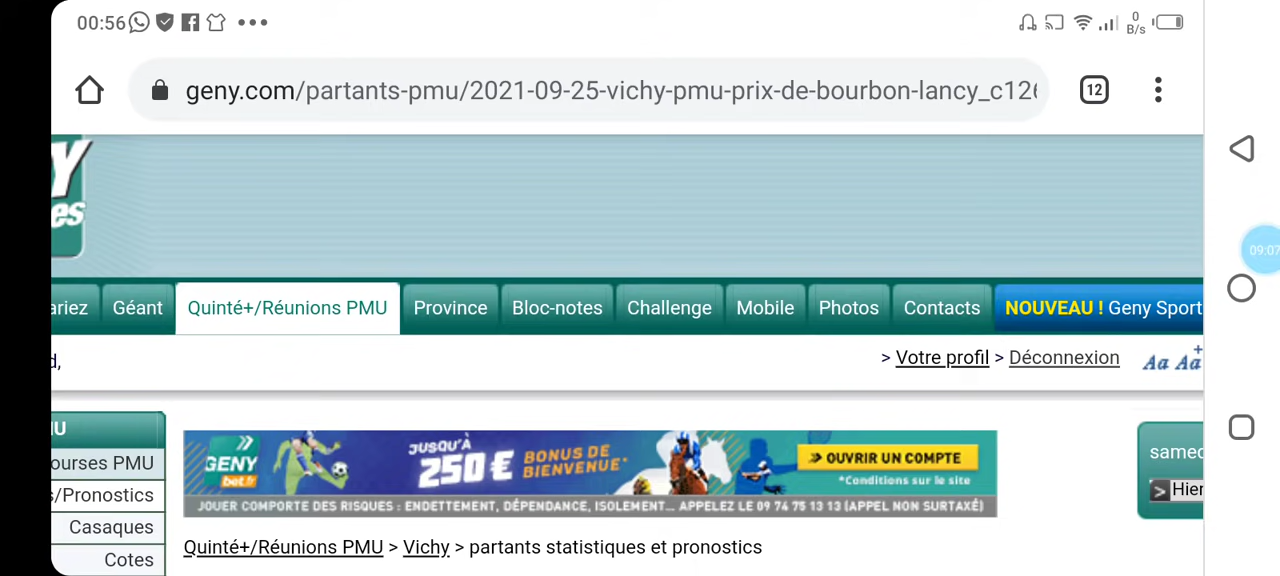 00:56
0
B/s
geny.com/partants-pmu/2021-09-25-vichy-pmu-prix-de-bourbon-lancy_c126
12
Y
es
09:07
ariez Géant Quinté+/Réunions PMU Province Bloc-notes Challenge Mobile Photos Contacts NOUVEAU ! Geny Sport
d, > Votre profil > Déconnexion Aa Aa+
U
ourses PMU
s/Pronostics
Casaques
Cotes
GENY
bet.fr
JUSQU'À
250€ BONUS DE
BIENVENUE*
» OUVRIR UN COMPTE
*Conditions sur le site
JOUER COMPORTE DES RISQUES : ENDETTEMENT, DÉPENDANCE, ISOLEMENT... APPELEZ LE 09 74 75 13 13 (APPEL NON SURTAXÉ)
samed
> Hier
Quinté+/Réunions PMU > Vichy > partants statistiques et pronostics